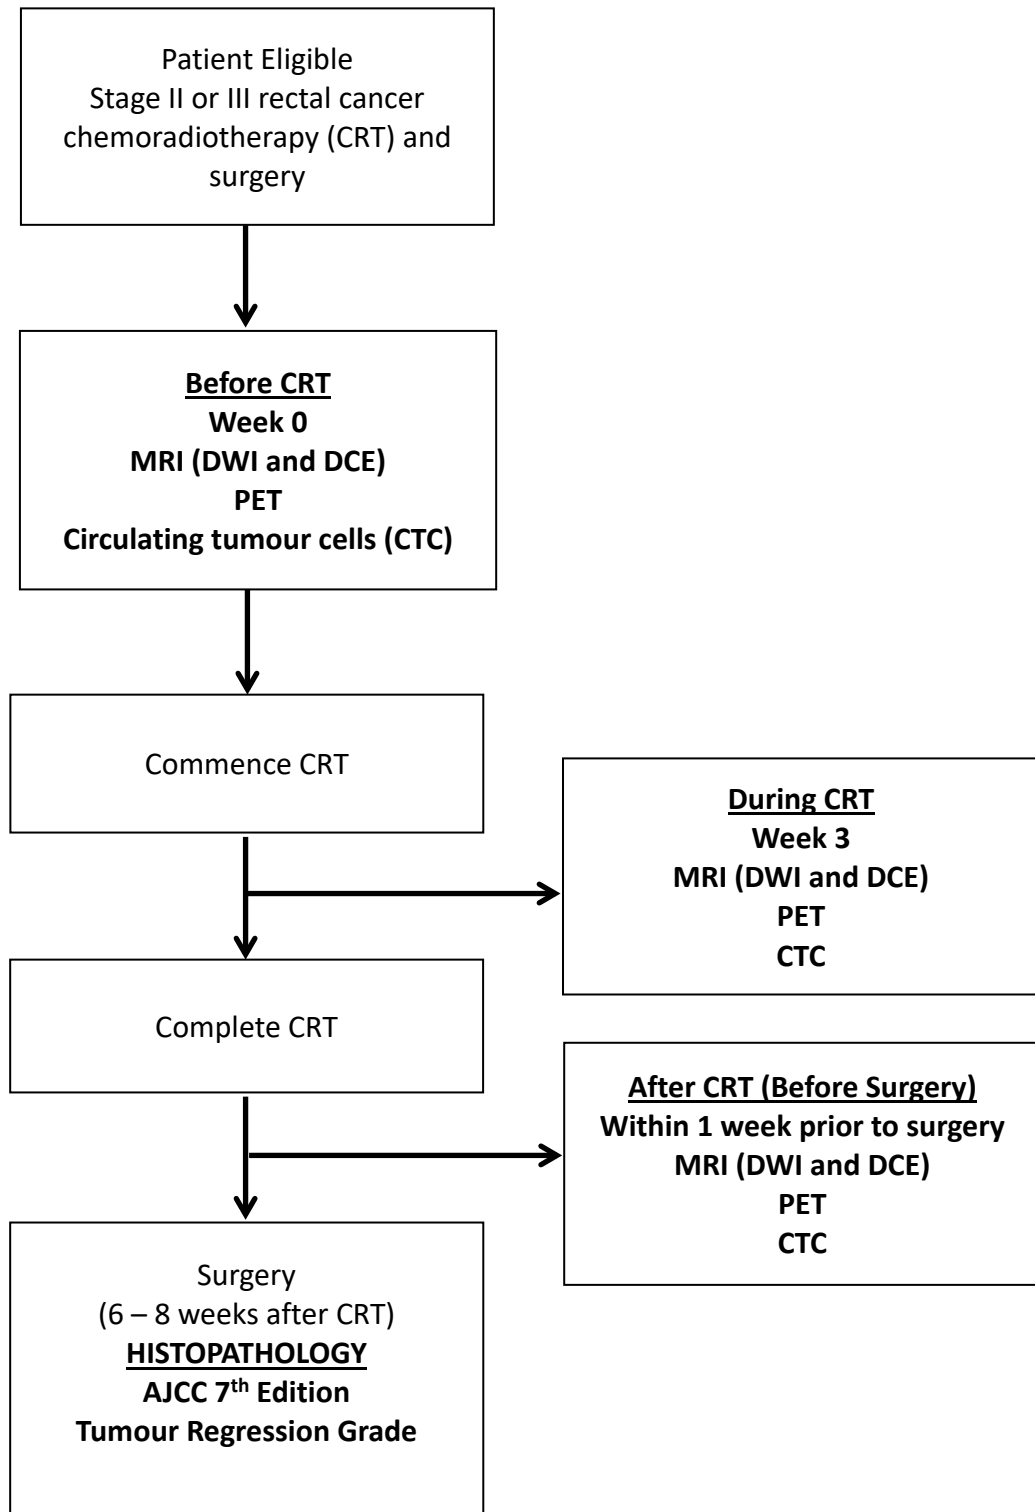 Patient Eligible
Stage II or III rectal cancer
chemoradiotherapy (CRT) and
surgery
Before CRT
Week 0
MRI (DWI and DCE)
PET
Circulating tumour cells (CTC)
Commence CRT
During CRT
Week 3
MRI (DWI and DCE)
PET
CTC
Complete CRT
After CRT (Before Surgery)
Within 1 week prior to surgery
MRI (DWI and DCE)
PET
CTC
Surgery
(6 – 8 weeks after CRT)
HISTOPATHOLOGY
AJCC 7th Edition
Tumour Regression Grade